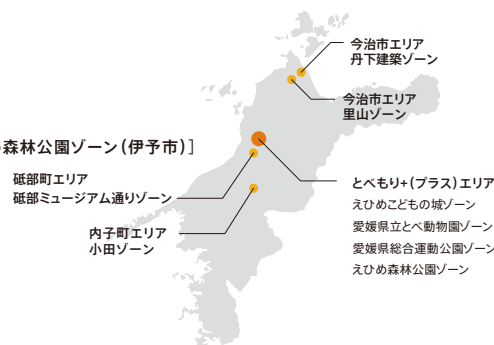 今治市エリア
丹下建築ゾーン
今治市エリア
里山ゾーン
森林公園ゾーン(伊予市)]
砥部町エリア
砥部ミュージアム通りゾーン
とべもり+(プラス)エリア
えひめこどもの城ゾーン
愛媛県立とべ動物園ゾーン
愛媛県総合運動公園ゾーン
えひめ森林公園ゾーン
内子町エリア
小田ゾーン